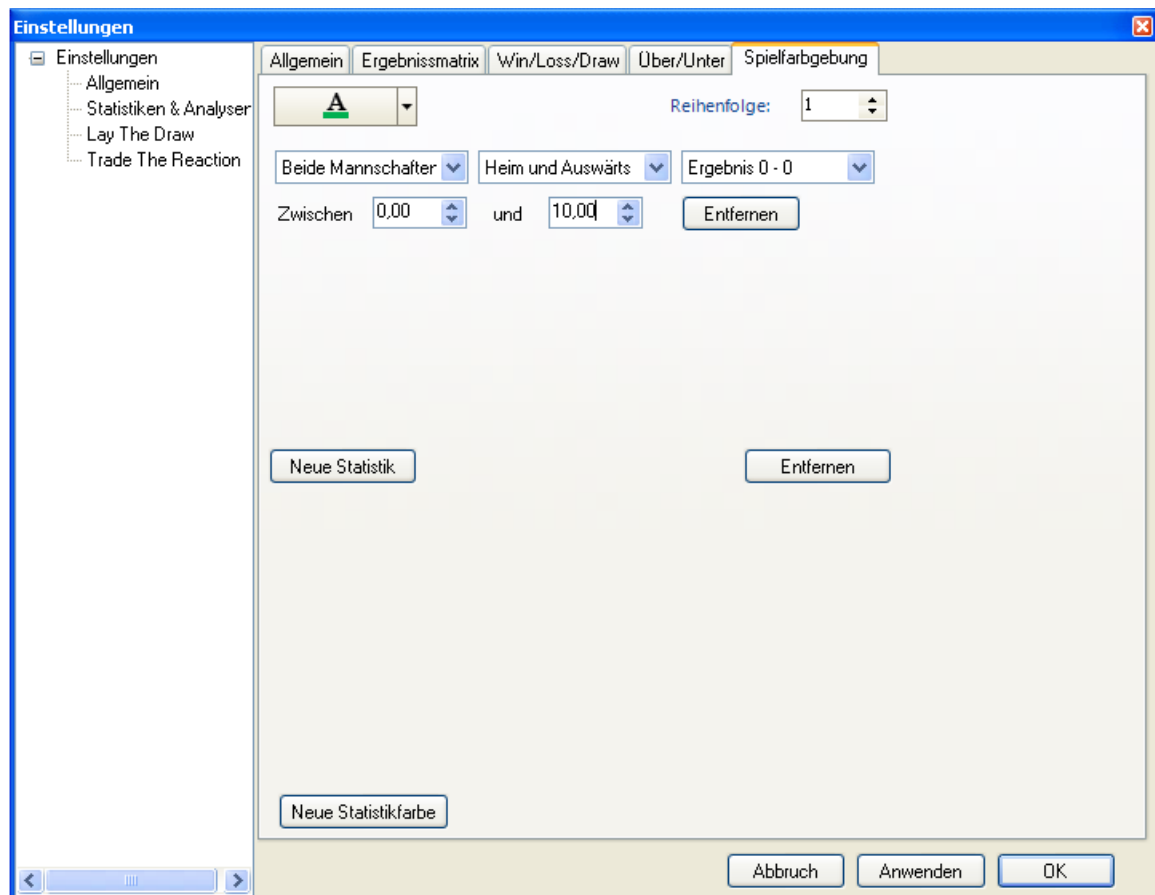 Einstellungen
Einstellungen
Allgemein
Statistiken & Analyser
Lay The Draw
Trade The Reaction
Allgemein Ergebnissmatrix Win/Loss/Draw Über/Unter Spielfarbgebung
A Reihenfolge: 1
Beide Mannschafter Heim und Auswärts Ergebnis 0 - 0
Zwischen 0,00 und 10,00 Entfernen
Neue Statistik Entfernen
Neue Statistikfarbe
Abbruch Anwenden OK